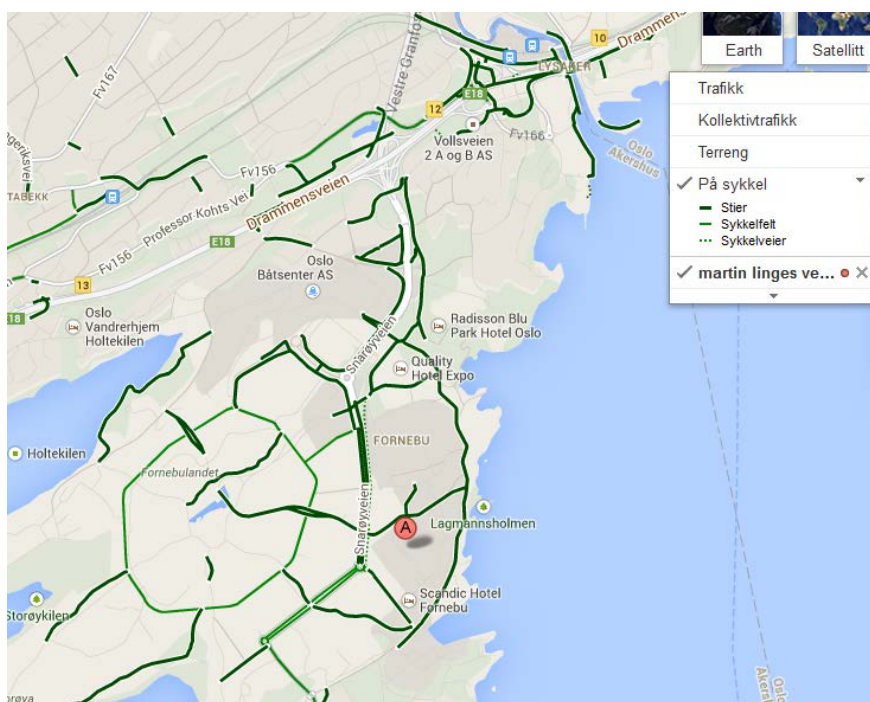 Earth
Satellitt
Trafikk
Kollektivtrafikk
Terreng
På sykkel
Stier
Sykkelfelt
Sykkelveier
martin linges ve...
10
Drammensveien
LYSAKER
Vestre Granfos
Fv167
E18
12
Vollsveien
2 A og B AS
Fv166
Oslo
Akershus
Fv156
TABEKK
Fv156
Professor Kohts Vei
Drammensveien
E18
Oslo
Båtsenter AS
13
E18
Oslo
Vandrerhjem
Holtekilen
Radisson Blu
Park Hotel Oslo
Snarøyveien
Quality
Hotel Expo
Holtekilen
FORNEBU
Fornebulandet
Snarøyveien
A
Lagmannsholmen
Scandic Hotel
Fornebu
Storøykilen
Oslo
Akershus